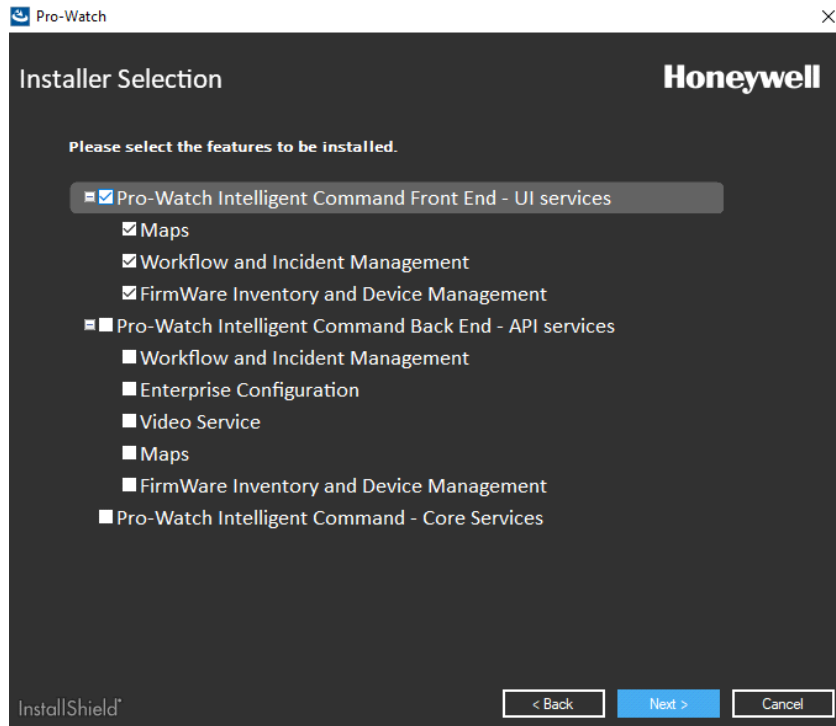 Pro-Watch
Installer Selection
Honeywell
Please select the features to be installed.
Pro-Watch Intelligent Command Front End - UI services
Maps
Workflow and Incident Management
FirmWare Inventory and Device Management
Pro-Watch Intelligent Command Back End - API services
Workflow and Incident Management
Enterprise Configuration
Video Service
Maps
FirmWare Inventory and Device Management
Pro-Watch Intelligent Command - Core Services
InstallShield
< Back
Next >
Cancel